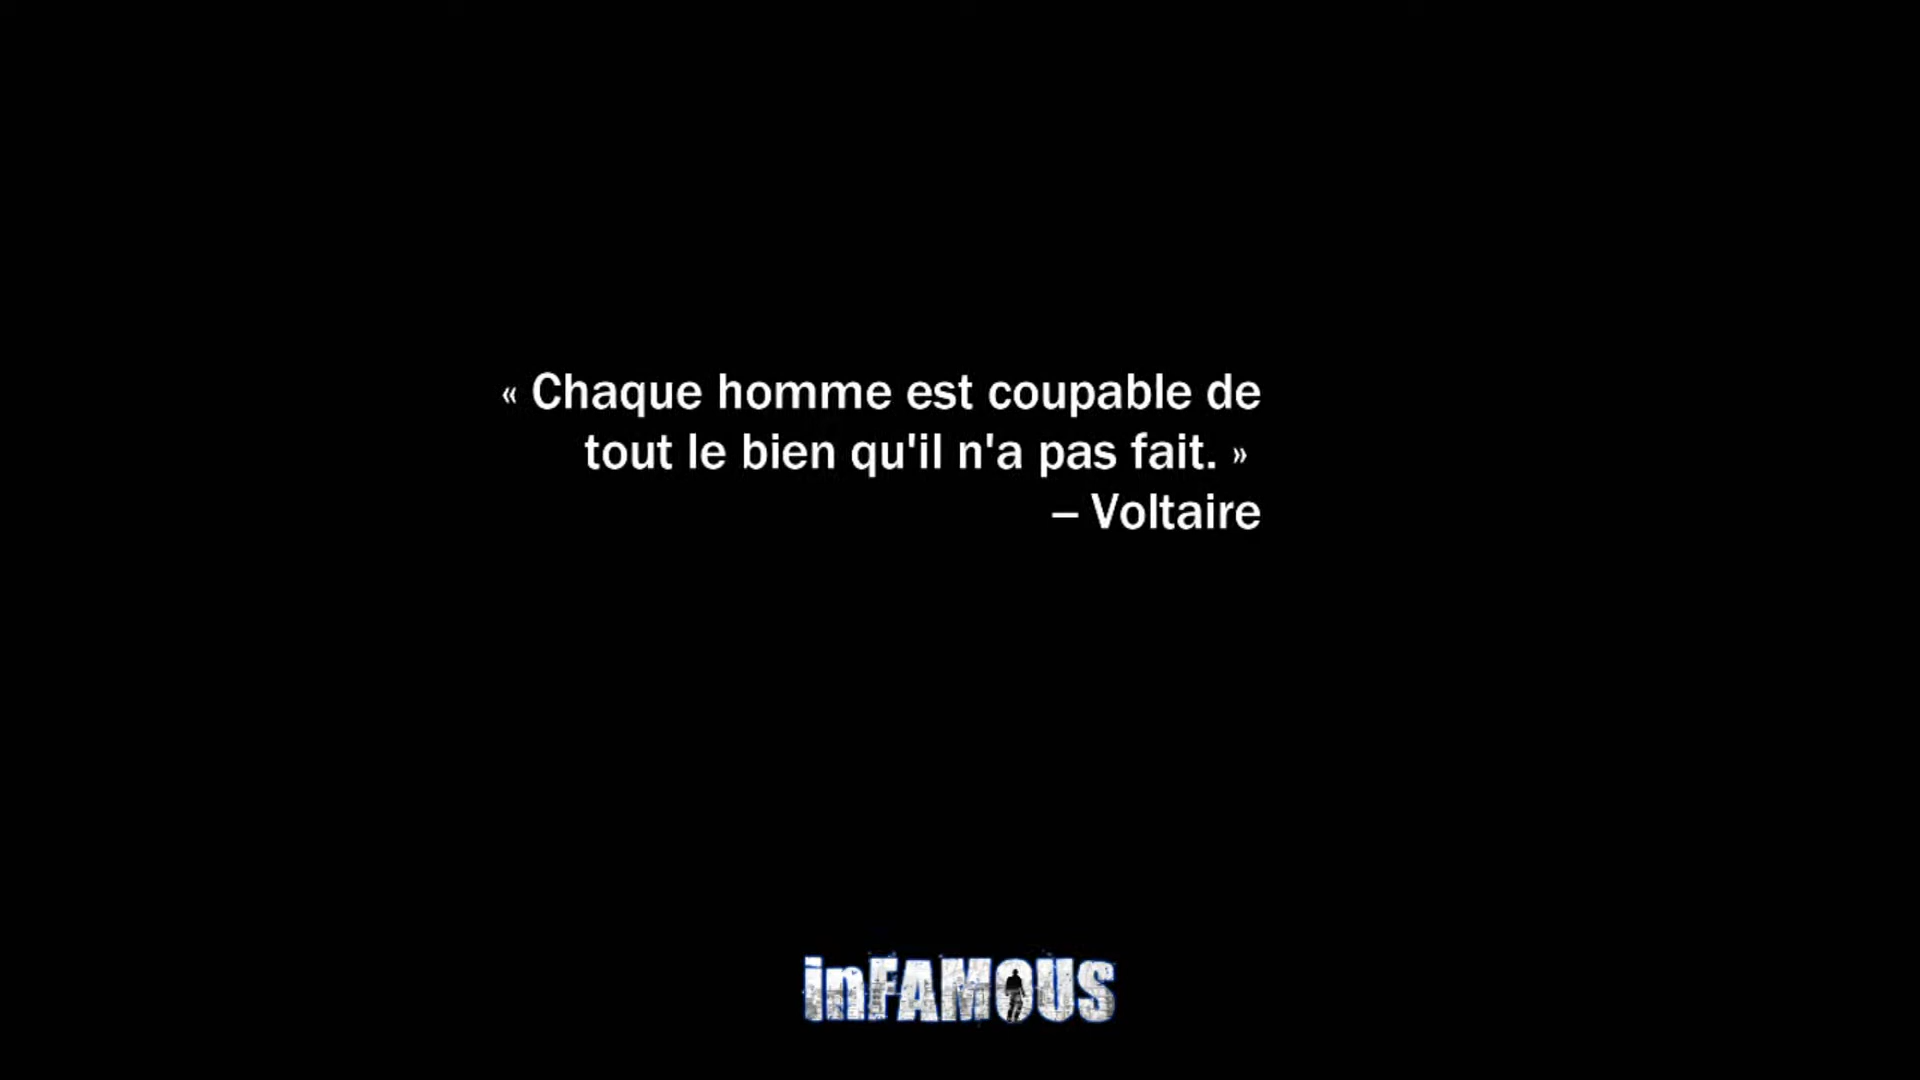 « Chaque homme est coupable de
tout le bien qu'il n'a pas fait. »
– Voltaire
inFAMOUS